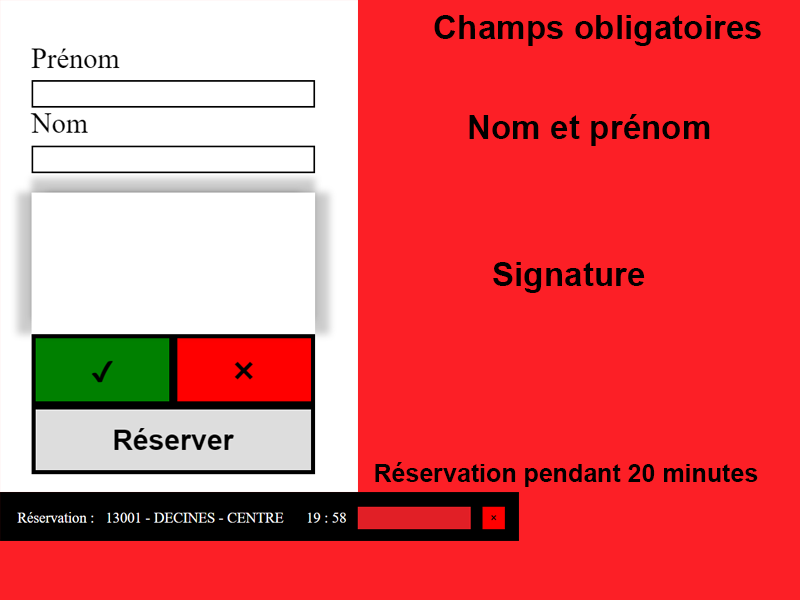 Champs obligatoires
Prénom
Nom
Nom et prénom
Signature
✓ ✕
Réserver
Réservation pendant 20 minutes
Réservation : 13001 - DECINES - CENTRE 19 : 58 ×